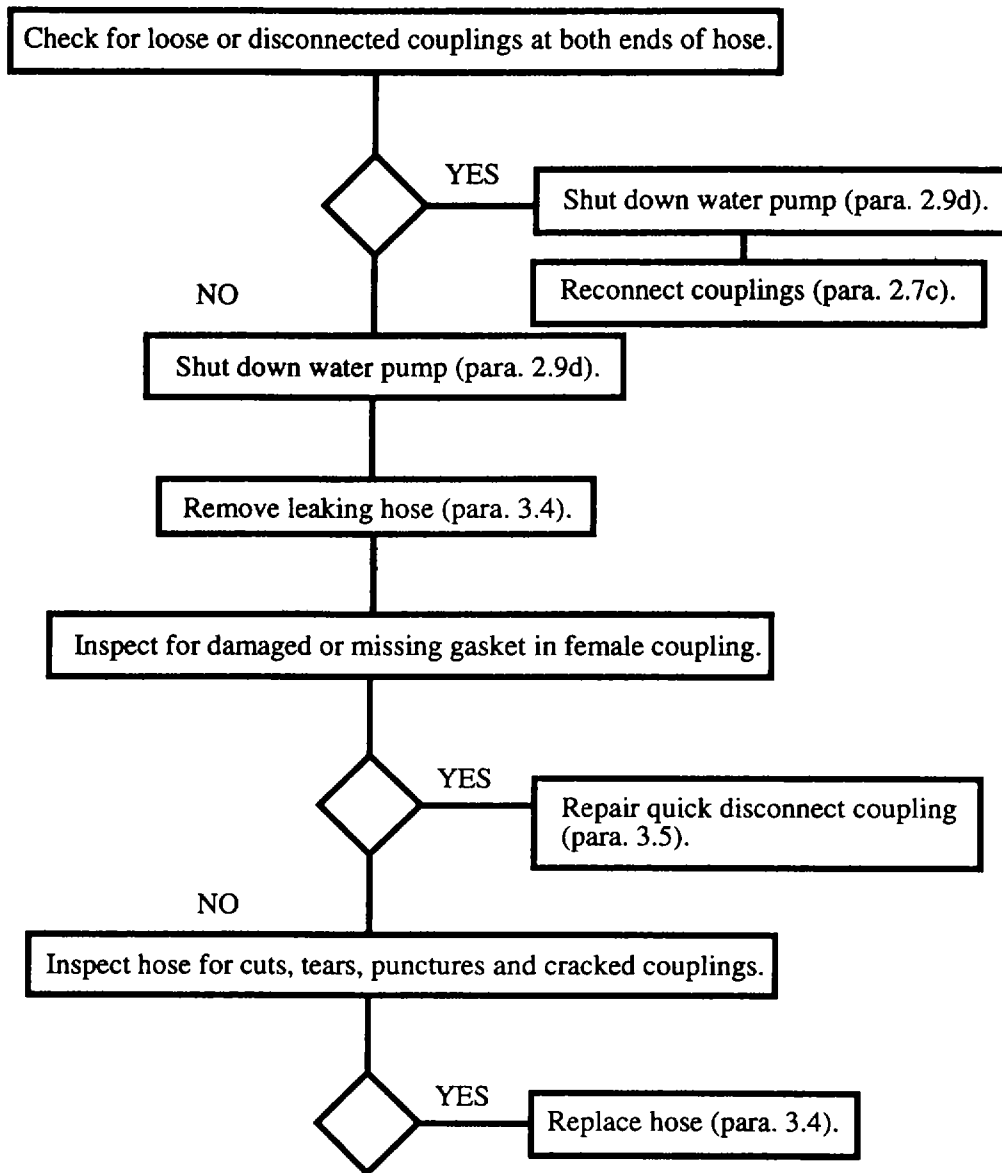 Check for loose or disconnected couplings at both ends of hose.
YES
Shut down water pump (para. 2.9d).
Reconnect couplings (para. 2.7c).
NO
Shut down water pump (para. 2.9d).
Remove leaking hose (para. 3.4).
Inspect for damaged or missing gasket in female coupling.
YES
Repair quick disconnect coupling
(para. 3.5).
NO
Inspect hose for cuts, tears, punctures and cracked couplings.
YES
Replace hose (para. 3.4).